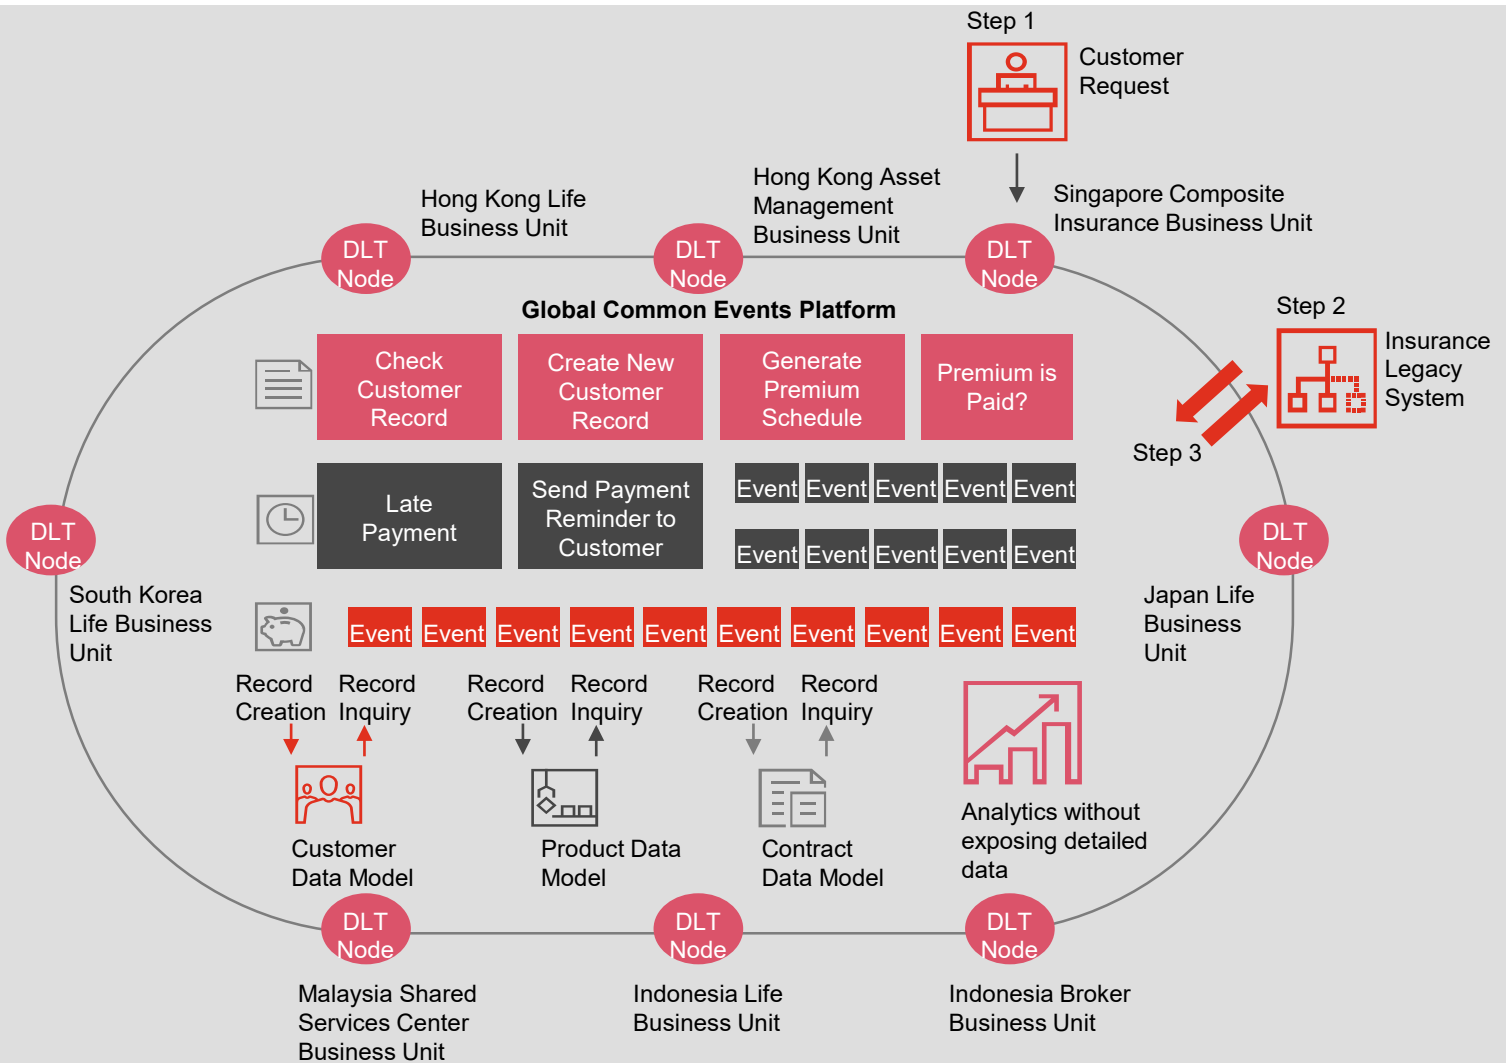 Step 1
Customer
Request
Hong Kong Life
Business Unit
Hong Kong Asset
Management
Business Unit
Singapore Composite
Insurance Business Unit
DLT
Node
DLT
Node
DLT
Node
Global Common Events Platform
Step 2
Insurance
Legacy
System
Step 3
Check
Customer
Record
Create New
Customer
Record
Generate
Premium
Schedule
Premium is
Paid?
Late
Payment
Send Payment
Reminder to
Customer
Event Event Event Event Event
Event Event Event Event Event
DLT
Node
South Korea
Life Business
Unit
DLT
Node
Japan Life
Business
Unit
Event Event Event Event Event Event Event Event Event Event
Record
Creation
Record
Inquiry
Record
Creation
Record
Inquiry
Record
Creation
Record
Inquiry
Customer
Data Model
Product Data
Model
Contract
Data Model
Analytics without
exposing detailed
data
DLT
Node
DLT
Node
DLT
Node
Malaysia Shared
Services Center
Business Unit
Indonesia Life
Business Unit
Indonesia Broker
Business Unit